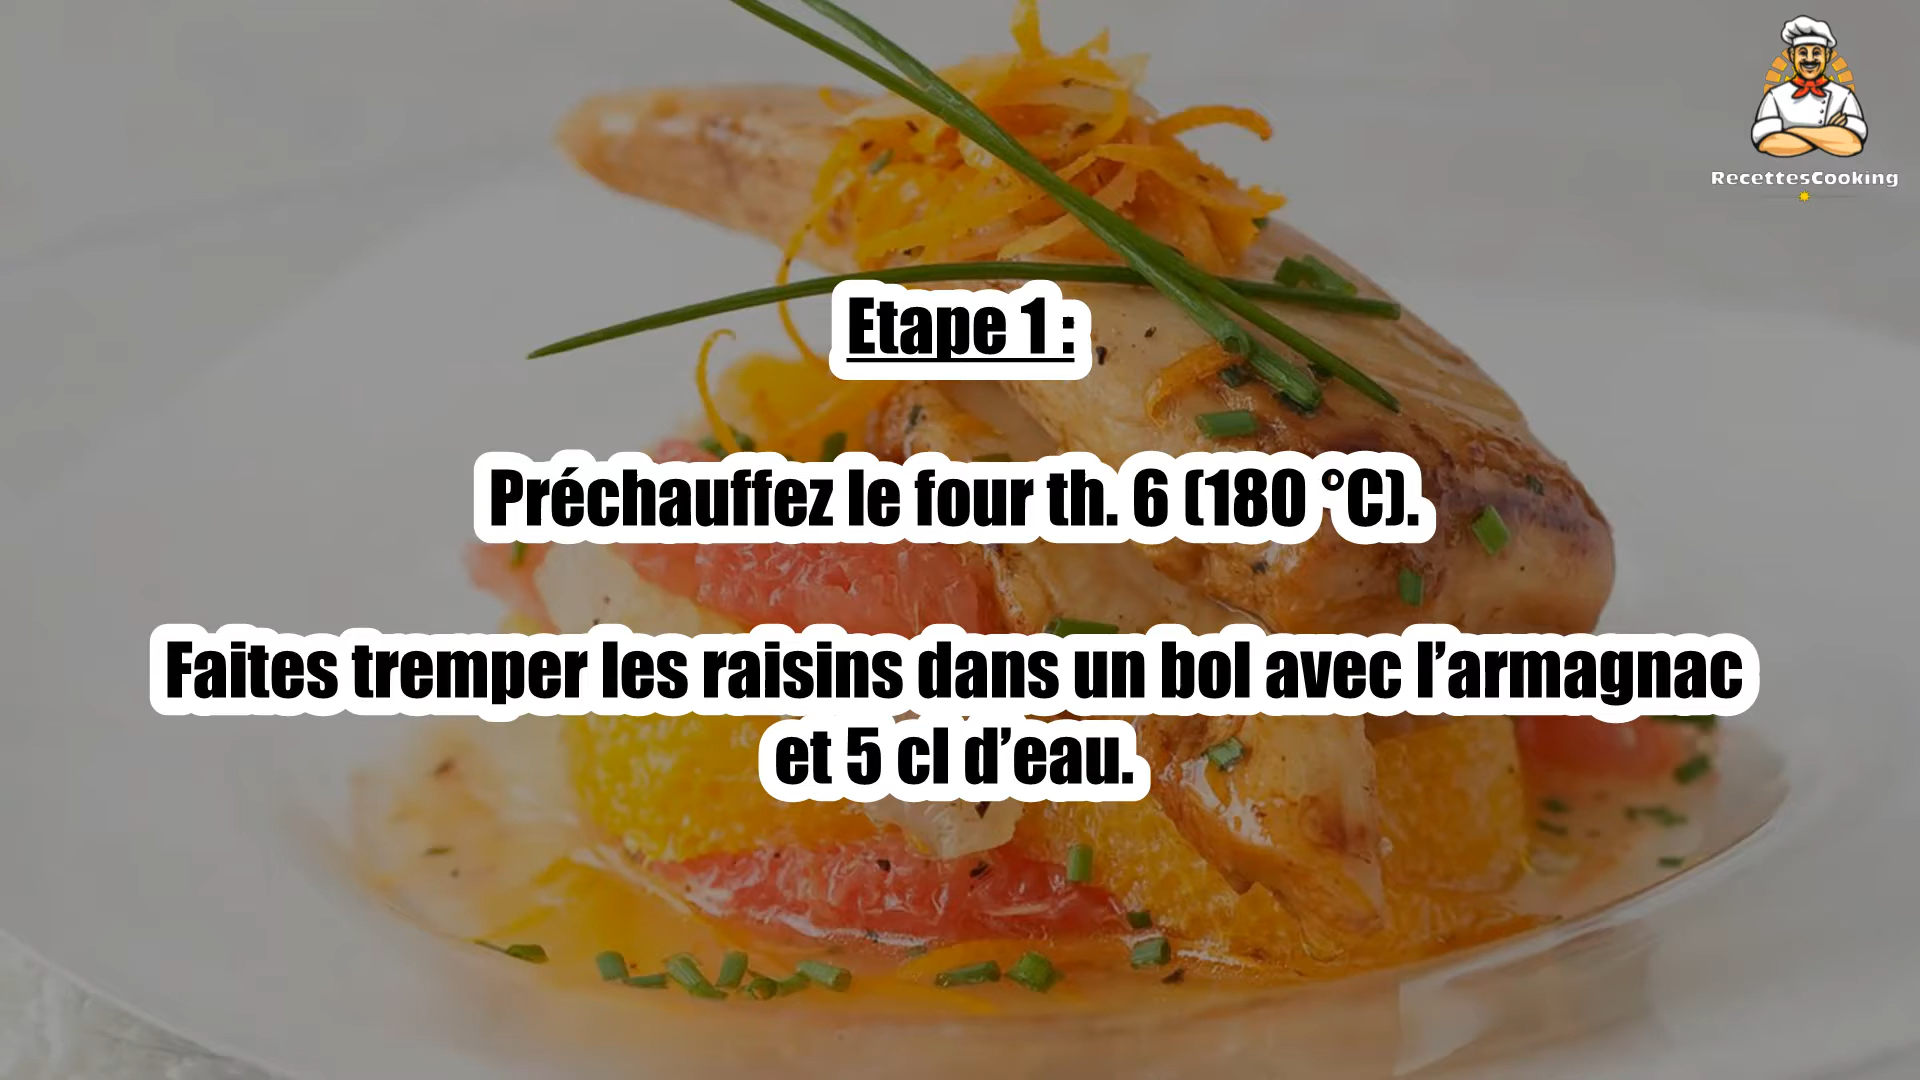 RecettesCooking
Etape 1 :
Préchauffez le four th. 6 (180 °C).
Faites tremper les raisins dans un bol avec l’armagnac
et 5 cl d’eau.